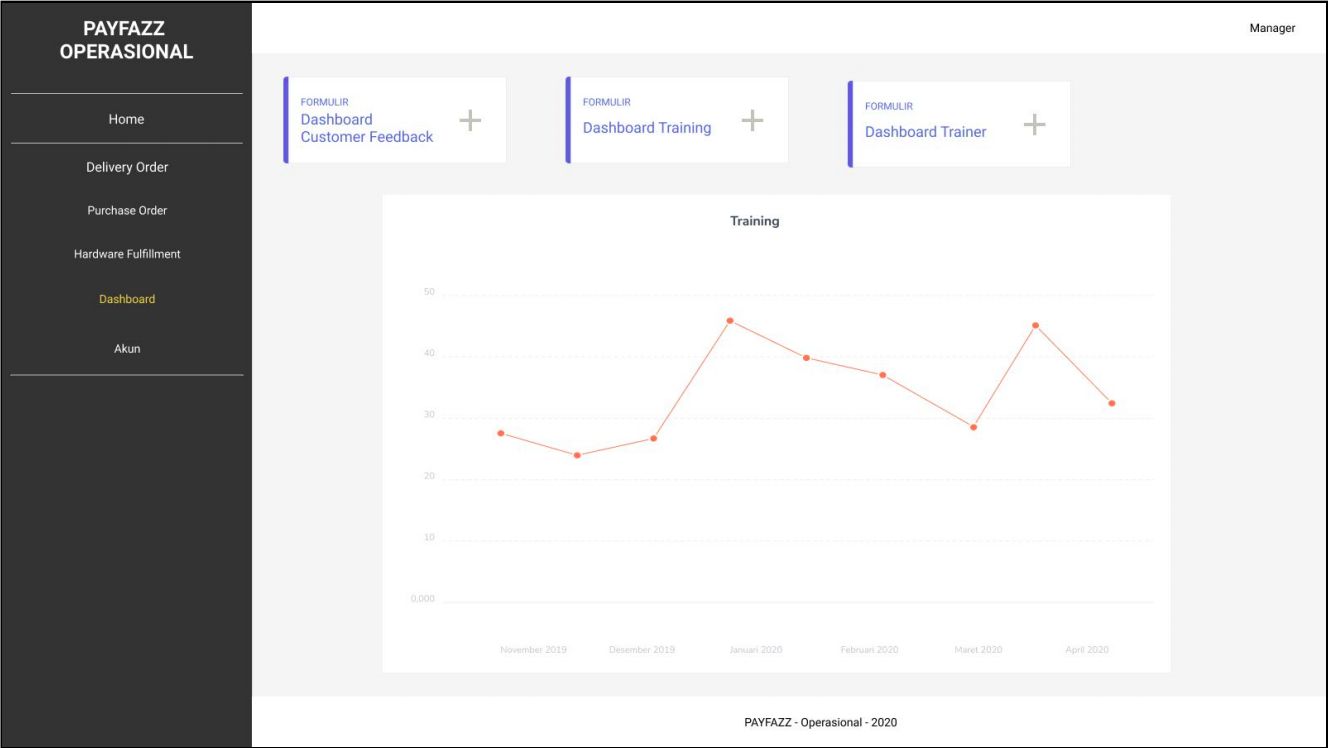 PAYFAZZ
OPERASIONAL
Home
Delivery Order
Purchase Order
Hardware Fulfillment
Dashboard
Akun
Manager
FORMULIR
Dashboard
Customer Feedback
FORMULIR
Dashboard Training
FORMULIR
Dashboard Trainer
Training
50
40
30
20
10
0,000
November 2019 Desember 2019 Januari 2020 Februari 2020 Maret 2020 April 2020
PAYFAZZ - Operasional - 2020